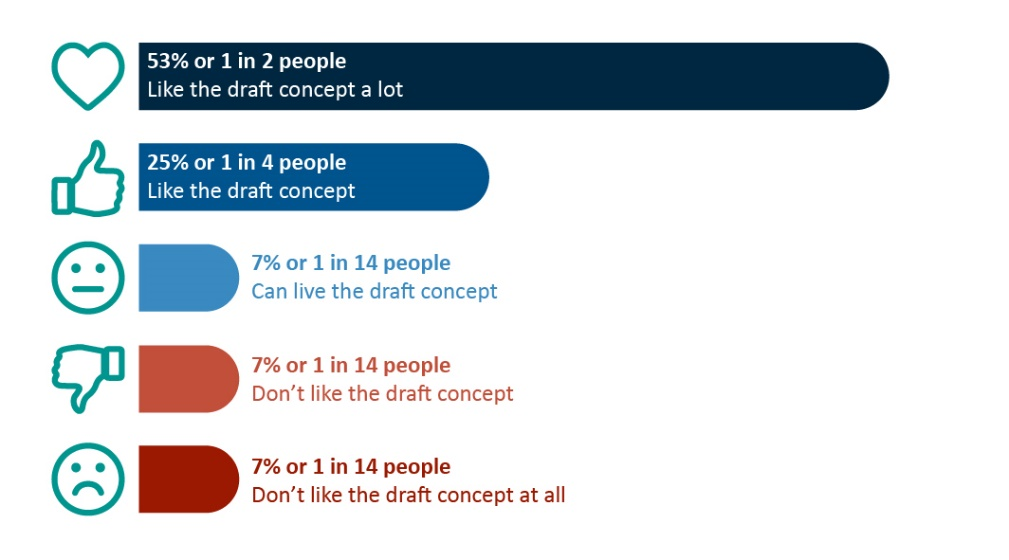 53% or 1 in 2 people
Like the draft concept a lot
25% or 1 in 4 people
Like the draft concept
7% or 1 in 14 people
Can live the draft concept
7% or 1 in 14 people
Don’t like the draft concept
7% or 1 in 14 people
Don’t like the draft concept at all